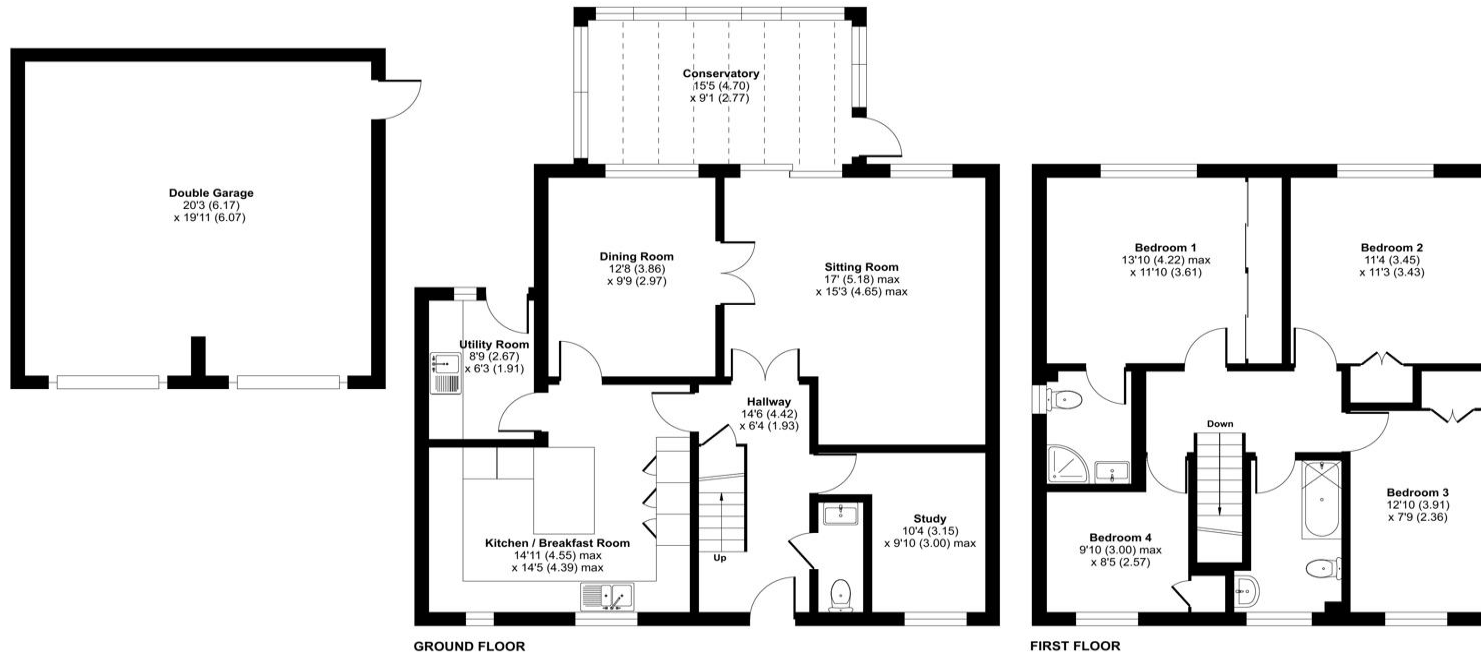 Double Garage
20'3 (6.17)
x 19'11 (6.07)
Conservatory
15'5 (4.70)
x 9'1 (2.77)
Dining Room
12'8 (3.86)
x 9'9 (2.97)
Sitting Room
17' (5.18) max
x 15'3 (4.65) max
Utility Room
8'9 (2.67)
x 6'3 (1.91)
Hallway
14'6 (4.42)
x 6'4 (1.93)
Kitchen / Breakfast Room
14'11 (4.55) max
x 14'5 (4.39) max
Up
Study
10'4 (3.15)
x 9'10 (3.00) max
GROUND FLOOR
Bedroom 1
13'10 (4.22) max
x 11'10 (3.61)
Bedroom 2
11'4 (3.45)
x 11'3 (3.43)
Down
Bedroom 3
12'10 (3.91)
x 7'9 (2.36)
Bedroom 4
9'10 (3.00) max
x 8'5 (2.57)
FIRST FLOOR